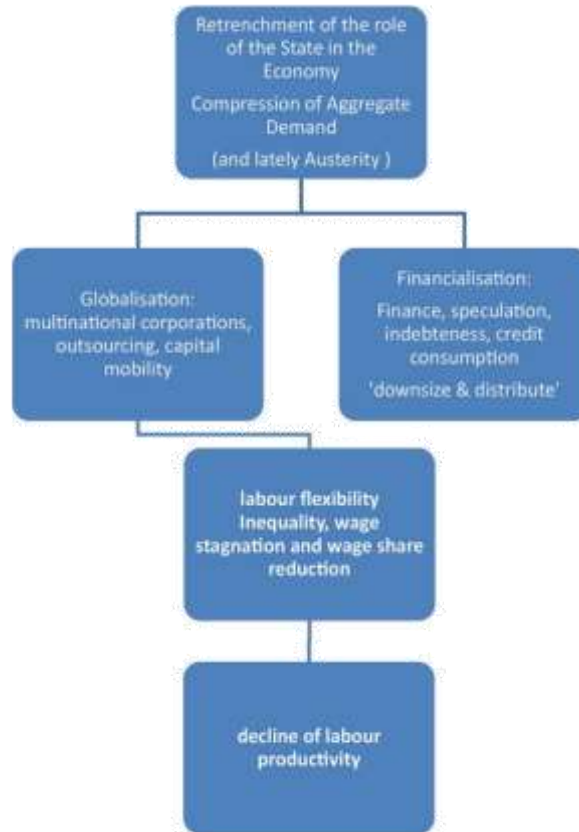 Retrenchment of the role
of the State in the
Economy
Compression of Aggregate
Demand
(and lately Austerity )
Globalisation:
multinational corporations,
outsourcing, capital
mobility
Financialisation:
Finance, speculation,
indebteness, credit
consumption
'downsize & distribute'
labour flexibility
Inequality, wage
stagnation and wage share
reduction
decline of labour
productivity